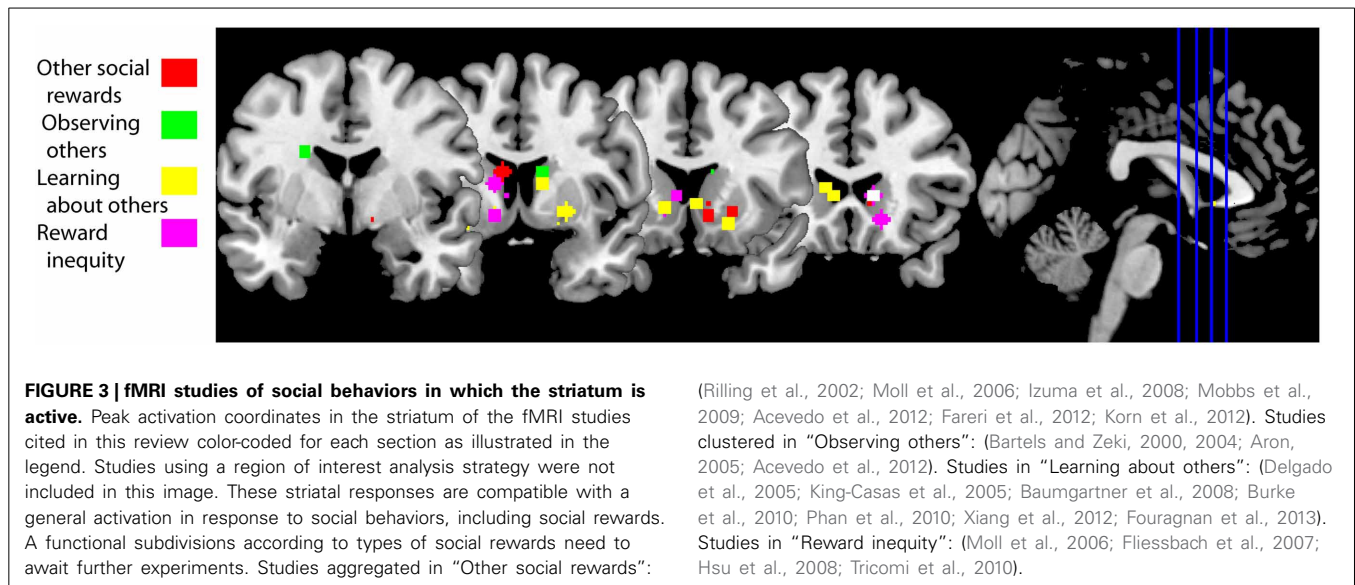 Other social
rewards
Observing
others
Learning
about others
Reward
inequity
FIGURE 3 | fMRI studies of social behaviors in which the striatum is
active. Peak activation coordinates in the striatum of the fMRI studies
cited in this review color-coded for each section as illustrated in the
legend. Studies using a region of interest analysis strategy were not
included in this image. These striatal responses are compatible with a
general activation in response to social behaviors, including social rewards.
A functional subdivisions according to types of social rewards need to
await further experiments. Studies aggregated in “Other social rewards”:
(Rilling et al., 2002; Moll et al., 2006; Izuma et al., 2008; Mobbs et al.,
2009; Acevedo et al., 2012; Fareri et al., 2012; Korn et al., 2012). Studies
clustered in “Observing others”: (Bartels and Zeki, 2000, 2004; Aron,
2005; Acevedo et al., 2012). Studies in “Learning about others”: (Delgado
et al., 2005; King-Casas et al., 2005; Baumgartner et al., 2008; Burke
et al., 2010; Phan et al., 2010; Xiang et al., 2012; Fouragnan et al., 2013).
Studies in “Reward inequity”: (Moll et al., 2006; Fliessbach et al., 2007;
Hsu et al., 2008; Tricomi et al., 2010).